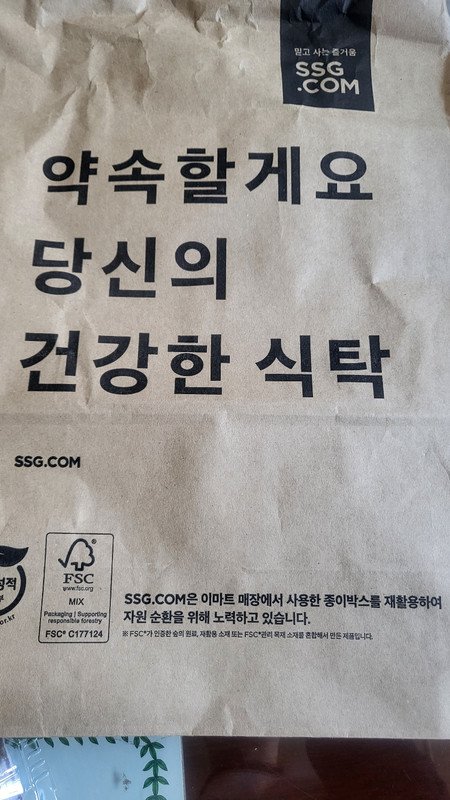 믿고 사는 즐거움
SSG
.COM
약속할게요
당신의
건강한 식탁
SSG.COM
FSC
www.fsc.org
MIX
Packaging | Supporting
responsible forestry
FSC® C177124
SSG.COM은 이마트 매장에서 사용한 종이박스를 재활용하여
자원 순환을 위해 노력하고 있습니다.
※ FSC®가 인증한 숲의 원료, 재활용 소재 또는 FSC®관리 목재 소재를 혼합해서 만든 제품입니다.